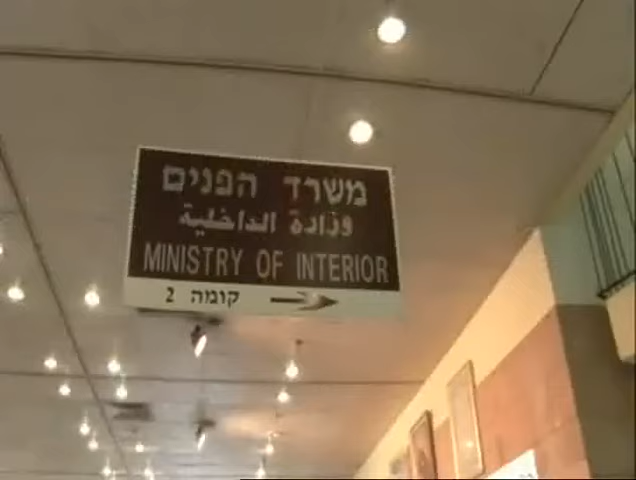 משרד הפנים
وزارة الداخلية
MINISTRY OF INTERIOR
קומה 2